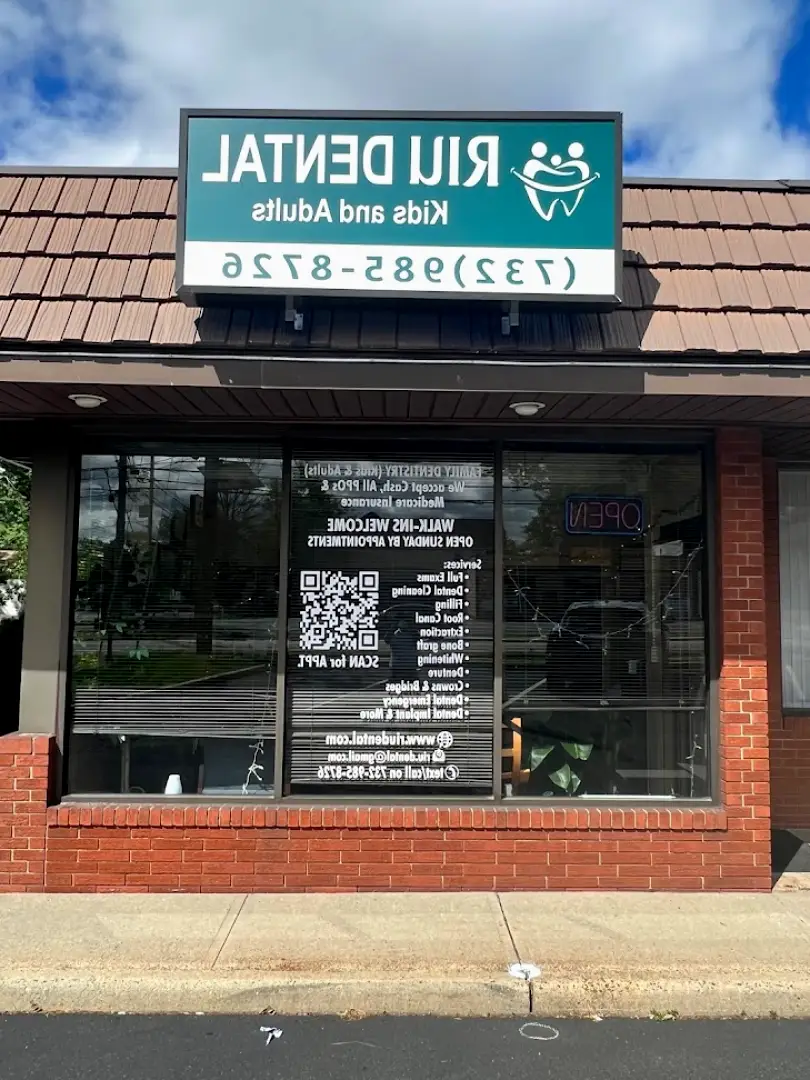 RIU DENTAL
Kids and Adults
(732)985-8726
FAMILY DENTISTRY (Kids & Adults)
We accept Cash, All PPOs &
Medicare Insurance
WALK-INS WELCOME
OPEN SUNDAY BY APPOINTMENTS
OPEN
Services:
• Full Exams
• Dental Cleaning
• Filling
• Root Canal
• Extraction
• Bone graft
• Whitening
• Denture
• Crowns & Bridges
• Dental Emergency
• Dental Implant & More
SCAN for APPT.
www.riudental.com
riu.dental@gmail.com
text/call on 732-985-8726